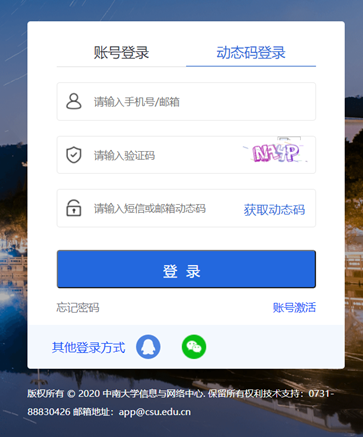 账号登录 动态码登录
请输入手机号/邮箱
请输入验证码
请输入短信或邮箱动态码 获取动态码
登 录
忘记密码 账号激活
其他登录方式
版权所有 © 2020 中南大学信息与网络中心. 保留所有权利技术支持：0731-
88830426 邮箱地址：app@csu.edu.cn